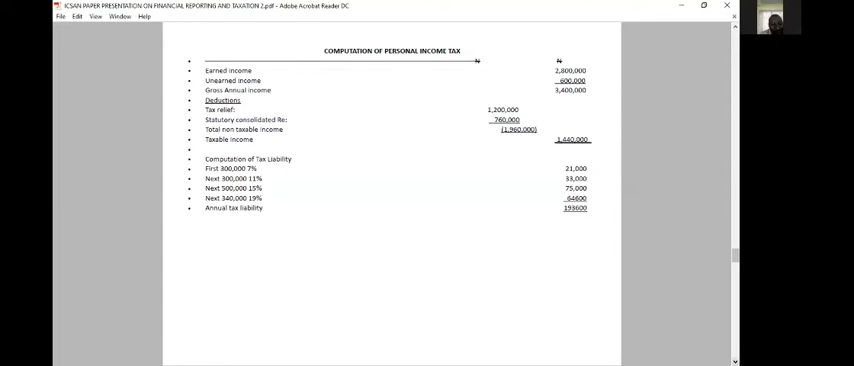 ICSAN PAPER PRESENTATION ON FINANCIAL REPORTING AND TAXATION 2.pdf - Adobe Acrobat Reader DC
File Edit View Window Help
COMPUTATION OF PERSONAL INCOME TAX
₦ ₦
Earned Income 2,800,000
Unearned Income 600,000
Gross Annual Income 3,400,000
Deductions
Tax relief: 1,200,000
Statutory consolidated Re: 760,000
Total non taxable Income (1,960,000)
Taxable Income 1,440,000
Computation of Tax Liability
First 300,000 7% 21,000
Next 300,000 11% 33,000
Next 500,000 15% 75,000
Next 340,000 19% 64600
Annual tax liability 193600